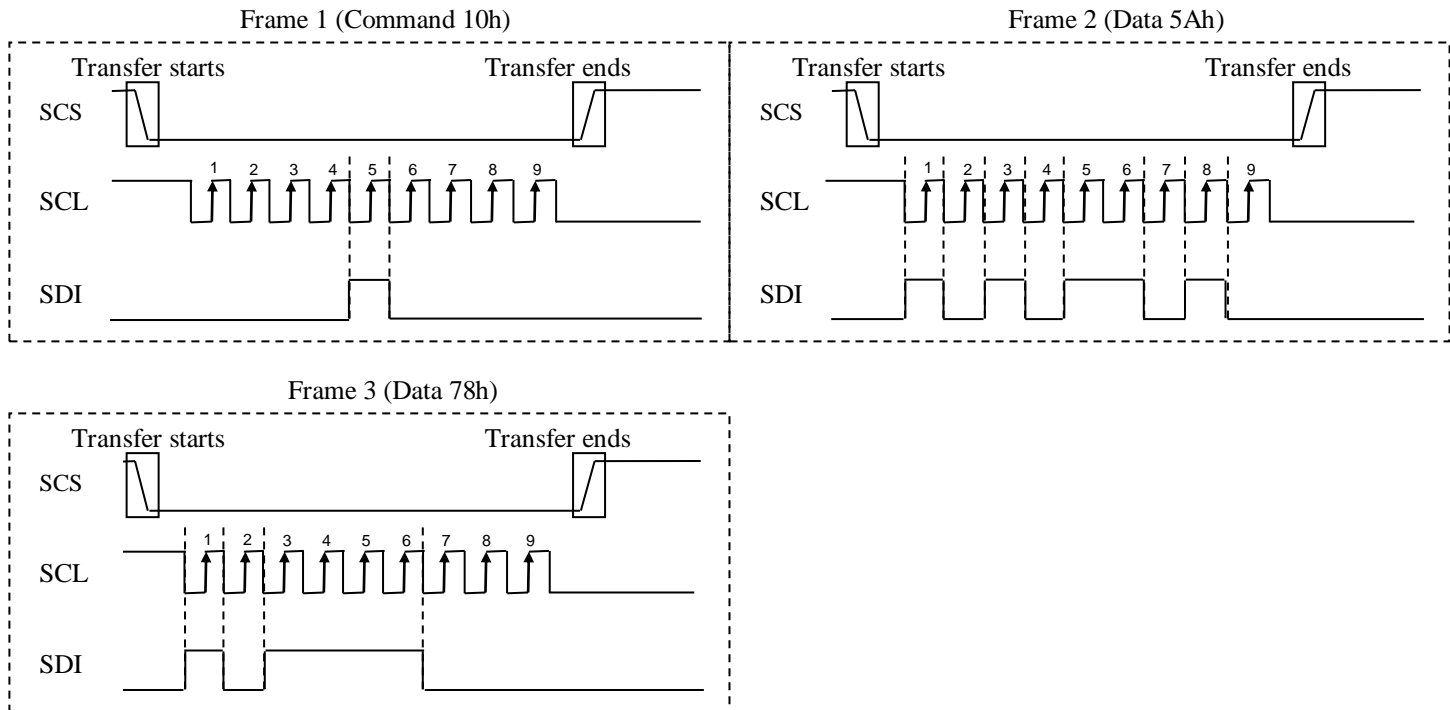 Frame 1 (Command 10h)
Transfer starts
Transfer ends
SCS
1 2 3 4 5 6 7 8 9
SCL
SDI
Frame 2 (Data 5Ah)
Transfer starts
Transfer ends
SCS
1 2 3 4 5 6 7 8 9
SCL
SDI
Frame 3 (Data 78h)
Transfer starts
Transfer ends
SCS
1 2 3 4 5 6 7 8 9
SCL
SDI